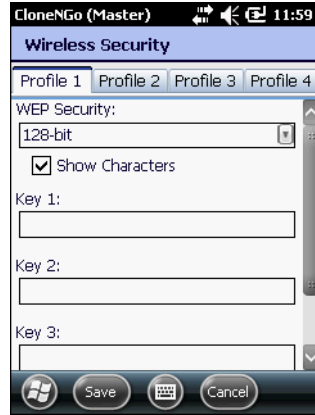 CloneNGo (Master) 11:59
Wireless Security
Profile 1 Profile 2 Profile 3 Profile 4
WEP Security:
128-bit
Show Characters
Key 1:
Key 2:
Key 3:
Save Cancel